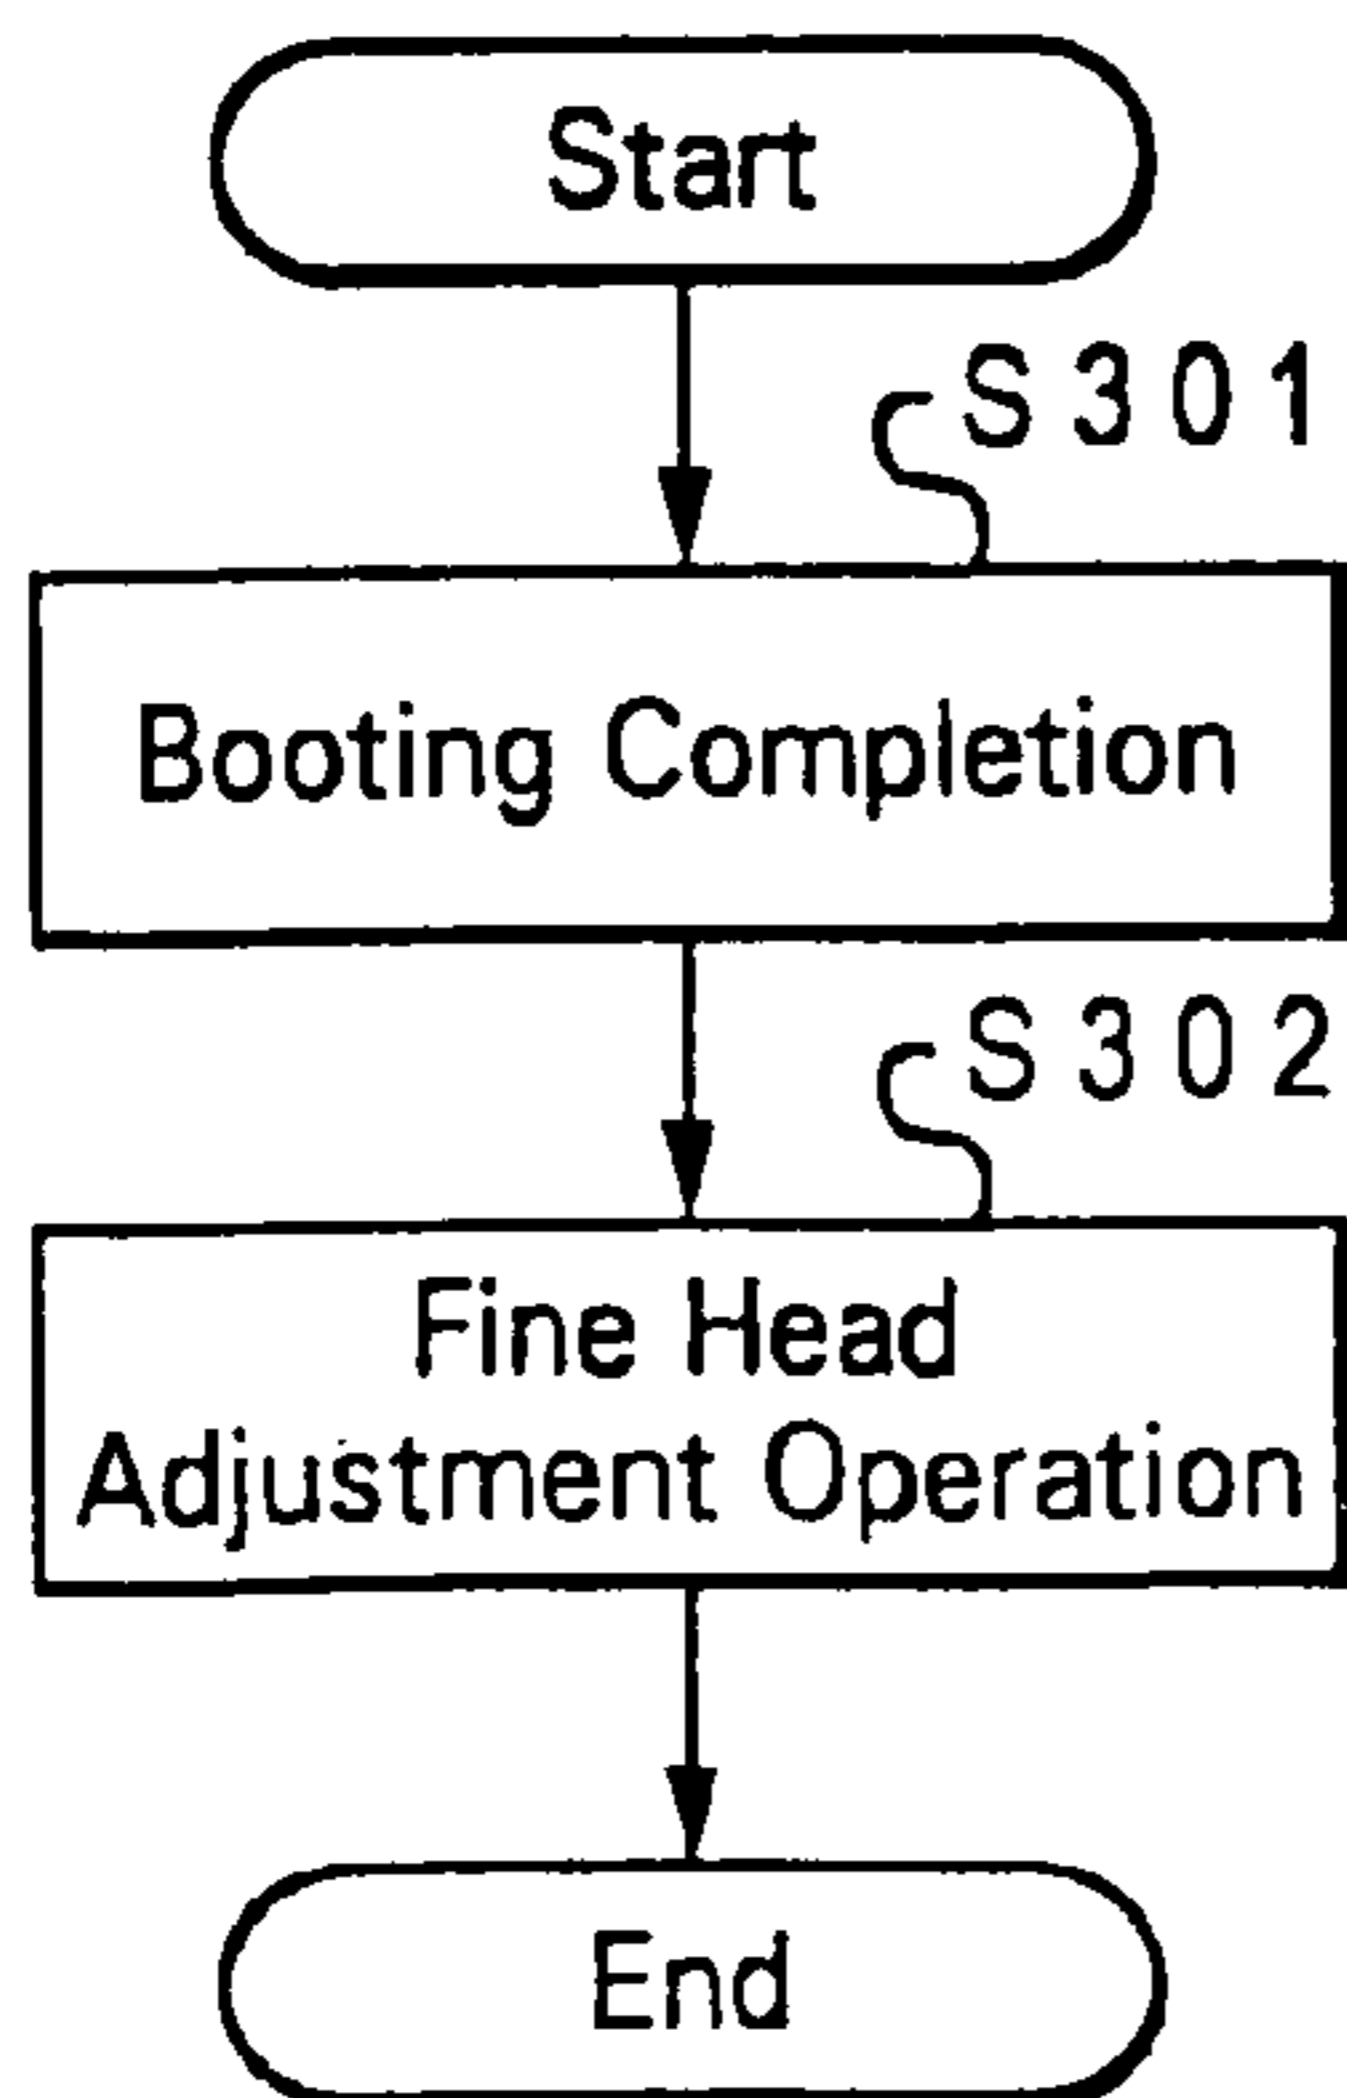 Start
S301
Booting Completion
S302
Fine Head
Adjustment Operation
End